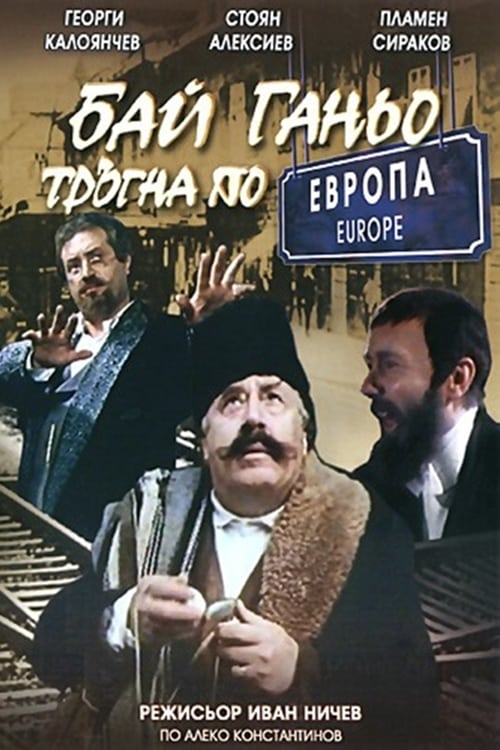 ГЕОРГИ СТОЯН ПЛАМЕН
КАЛОЯНЧЕВ АЛЕКСИЕВ СИРАКОВ
БАЙ ГАНЬО
ТРЪГНА ПО
ЕВРОПА
EUROPE
РЕЖИСЬОР ИВАН НИЧЕВ
ПО АЛЕКО КОНСТАНТИНОВ